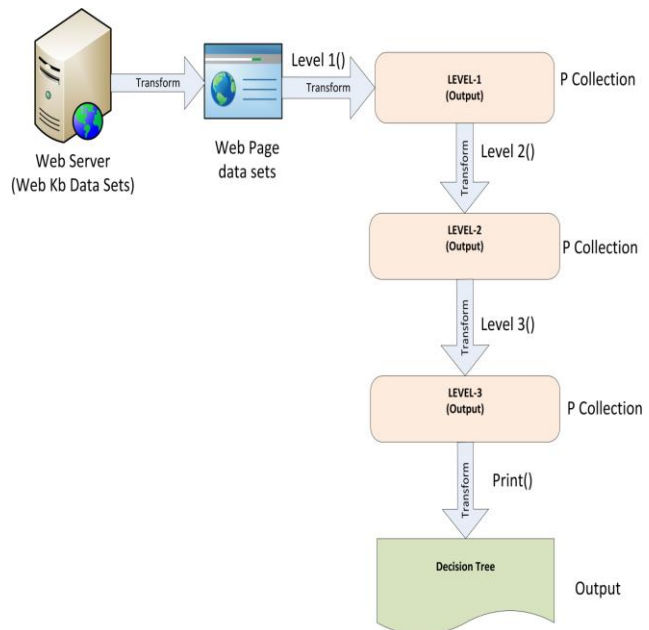 Web Server
(Web Kb Data Sets)
Transform
Web Page
data sets
Level 1()
Transform
LEVEL-1
(Output)
P Collection
Transform
Level 2()
LEVEL-2
(Output)
P Collection
Transform
Level 3()
LEVEL-3
(Output)
P Collection
Transform
Print()
Decision Tree
Output